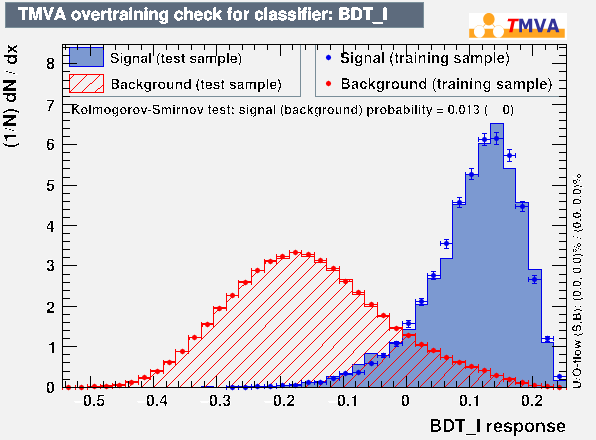 TMVA overtraining check for classifier: BDT_I
TMVA
(1/N) dN / dx
Signal (test sample)
Background (test sample)
Signal (training sample)
Background (training sample)
Kolmogorov-Smirnov test: signal (background) probability = 0.013 ( 0)
8
7
6
5
4
3
2
1
0
−0.5 −0.4 −0.3 −0.2 −0.1 0 0.1 0.2
BDT_I response
U/O-flow (S,B): (0.0, 0.0)% / (0.0, 0.0)%